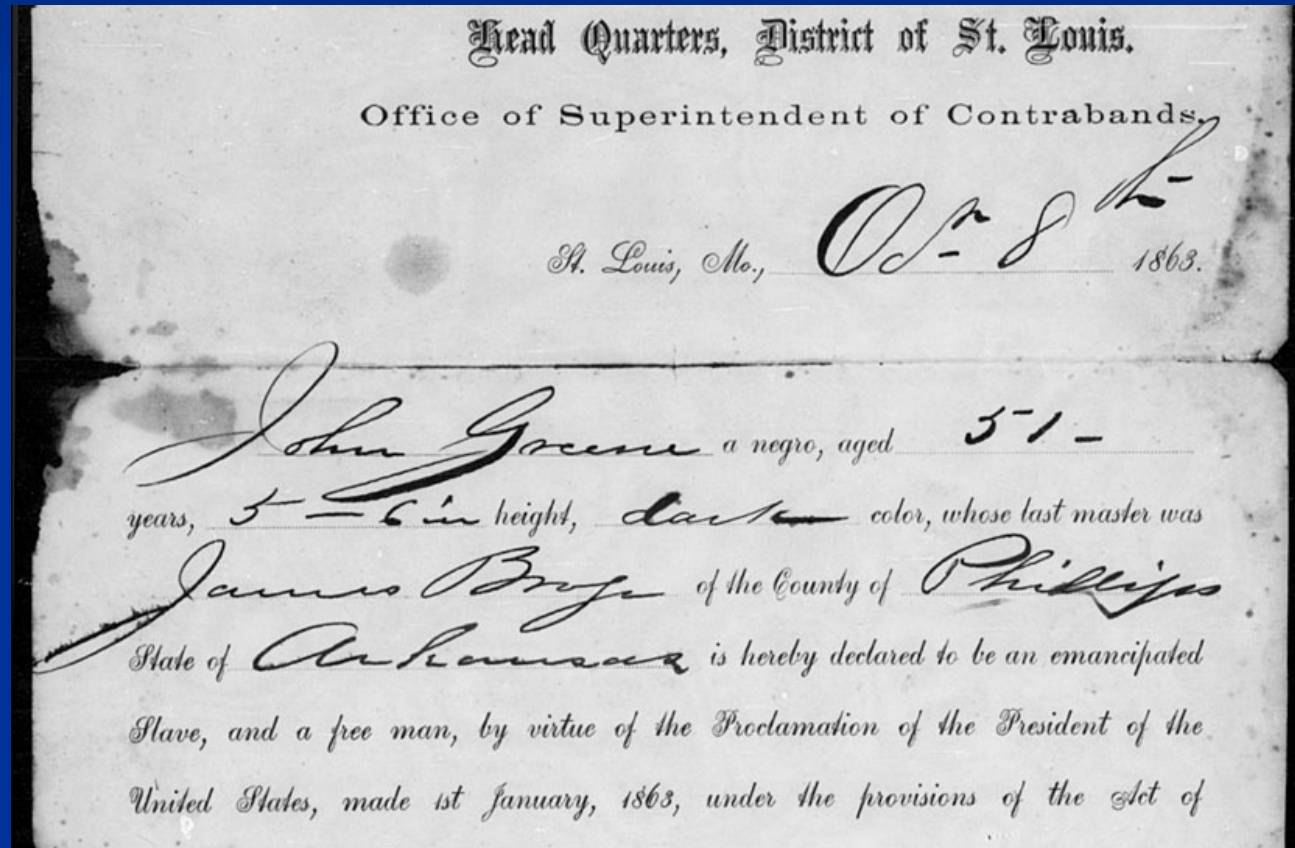 Head Quarters, District of St. Louis.
Office of Superintendent of Contrabands,
St. Louis, Mo., 8th 1863.
John Greene a negro, aged 51 -
years, 5 - 6 in height, dark color, whose last master was
James of the County of Phillips
State of Arkansas is hereby declared to be an emancipated
Slave, and a free man, by virtue of the Proclamation of the President of the
United States, made 1st January, 1863, under the provisions of the Act of